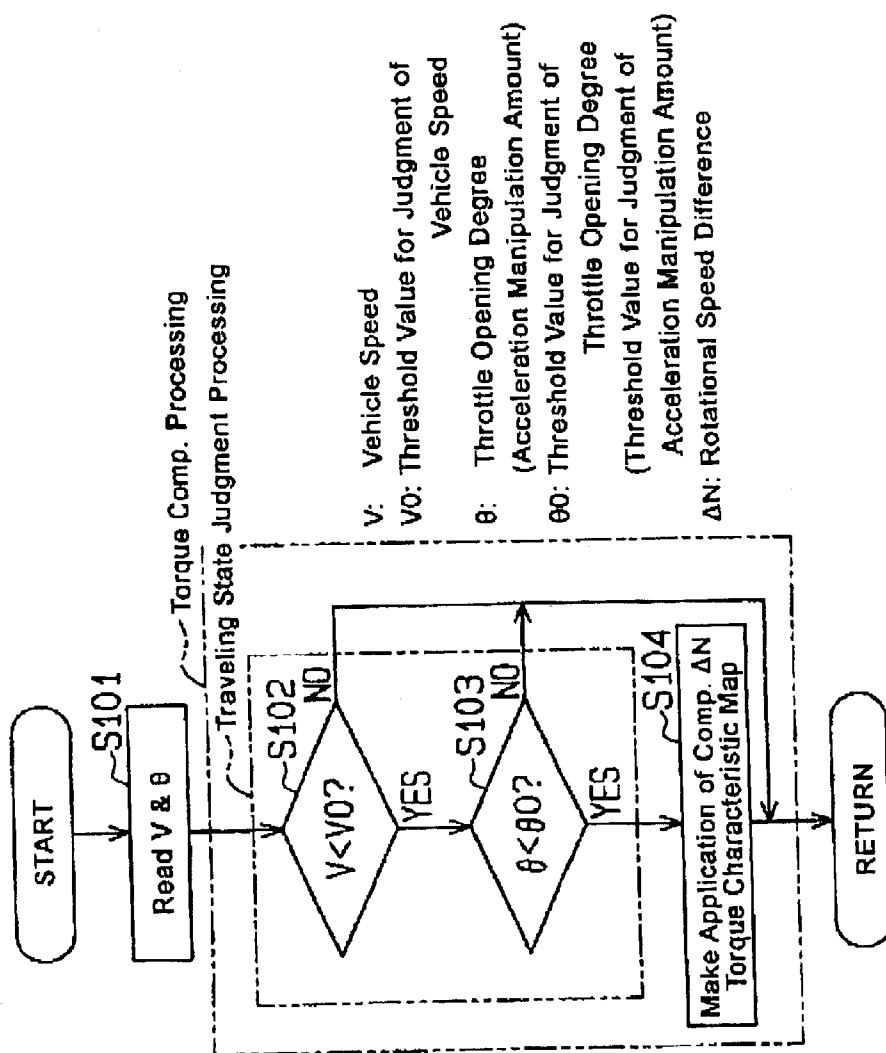 START
S101
Read V & θ
Torque Comp. Processing
Traveling State Judgment Processing
S102
V<V0?
NO
YES
S103
θ<θ0?
NO
YES
S104
Make Application of Comp. ΔN
Torque Characteristic Map
RETURN
V: Vehicle Speed
V0: Threshold Value for Judgment of
Vehicle Speed
θ: Throttle Opening Degree
(Acceleration Manipulation Amount)
θ0: Threshold Value for Judgment of
Throttle Opening Degree
(Threshold Value for Judgment of
Acceleration Manipulation Amount)
ΔN: Rotational Speed Difference